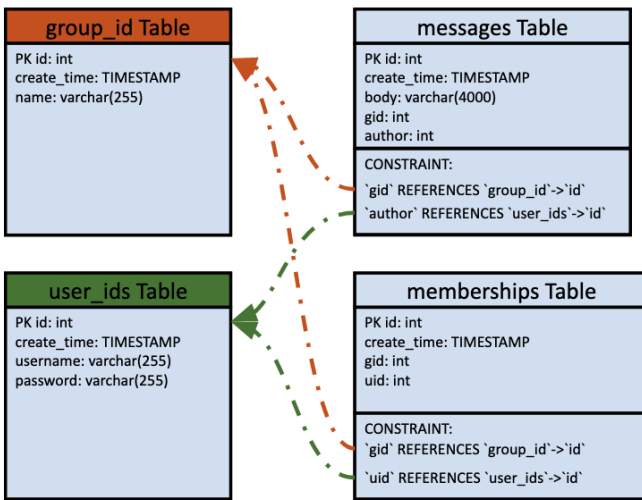 group_id Table
PK id: int
create_time: TIMESTAMP
name: varchar(255)
messages Table
PK id: int
create_time: TIMESTAMP
body: varchar(4000)
gid: int
author: int
CONSTRAINT:
`gid` REFERENCES `group_id`->`id`
`author` REFERENCES `user_ids`->`id`
user_ids Table
PK id: int
create_time: TIMESTAMP
username: varchar(255)
password: varchar(255)
memberships Table
PK id: int
create_time: TIMESTAMP
gid: int
uid: int
CONSTRAINT:
`gid` REFERENCES `group_id`->`id`
`uid` REFERENCES `user_ids`->`id`